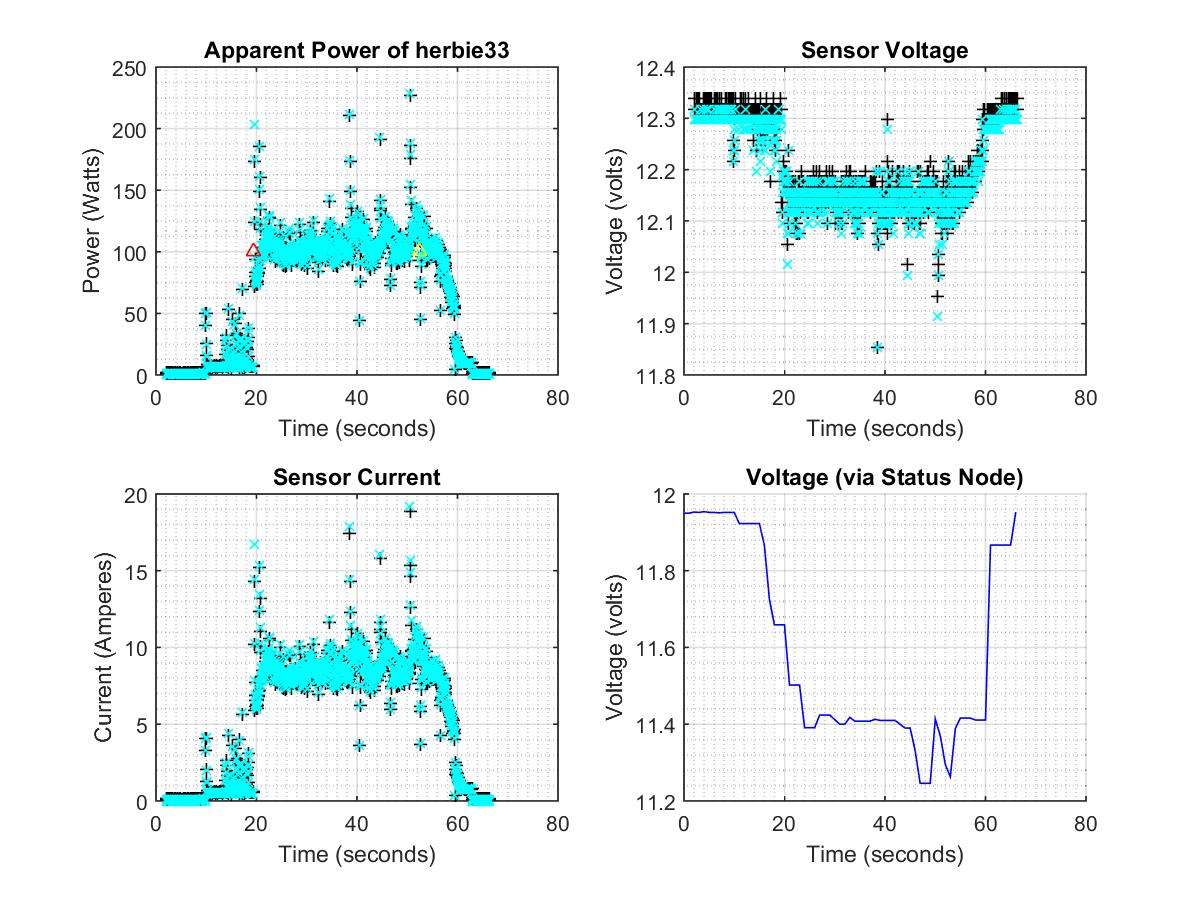 Apparent Power of herbie33
250
200
150
100
50
0
Power (Watts)
0 20 40 60 80
Time (seconds)
Sensor Voltage
12.4
12.3
12.2
12.1
12
11.9
11.8
Voltage (volts)
0 20 40 60 80
Time (seconds)
Sensor Current
20
15
10
5
0
Current (Amperes)
0 20 40 60 80
Time (seconds)
Voltage (via Status Node)
12
11.8
11.6
11.4
11.2
Voltage (volts)
0 20 40 60 80
Time (seconds)